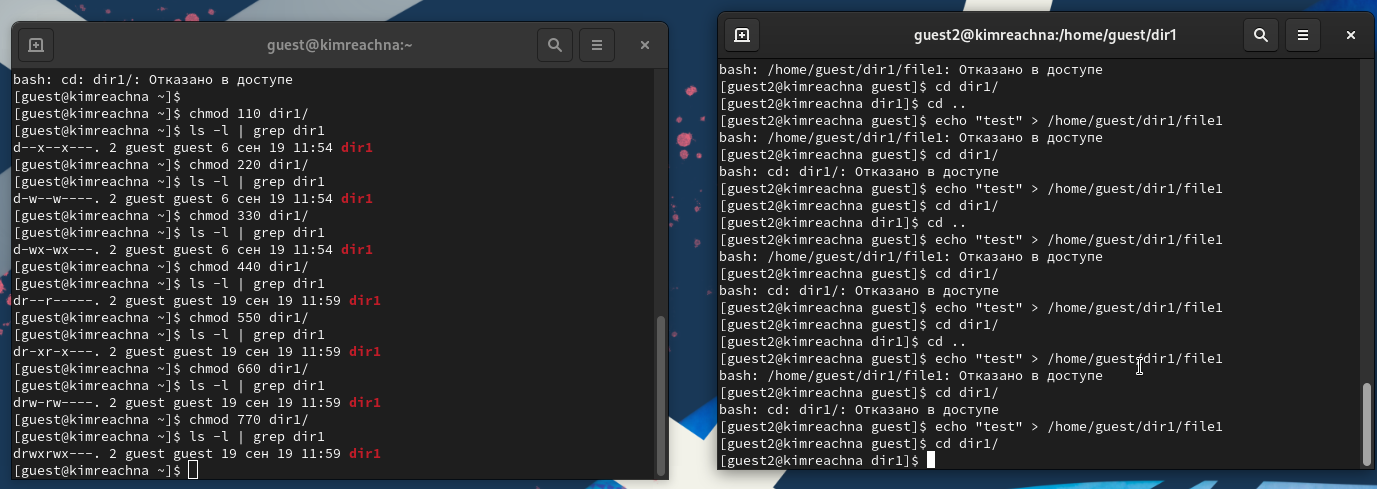 guest@kimreachna:~
bash: cd: dir1/: Отказано в доступе
[guest@kimreachna ~]$
[guest@kimreachna ~]$ chmod 110 dir1/
[guest@kimreachna ~]$ ls -l | grep dir1
d--x--x---. 2 guest guest 6 сен 19 11:54 dir1
[guest@kimreachna ~]$ chmod 220 dir1/
[guest@kimreachna ~]$ ls -l | grep dir1
d-w--w----. 2 guest guest 6 сен 19 11:54 dir1
[guest@kimreachna ~]$ chmod 330 dir1/
[guest@kimreachna ~]$ ls -l | grep dir1
d-wx-wx---. 2 guest guest 6 сен 19 11:54 dir1
[guest@kimreachna ~]$ chmod 440 dir1/
[guest@kimreachna ~]$ ls -l | grep dir1
dr--r-----. 2 guest guest 19 сен 19 11:59 dir1
[guest@kimreachna ~]$ chmod 550 dir1/
[guest@kimreachna ~]$ ls -l | grep dir1
dr-xr-x---. 2 guest guest 19 сен 19 11:59 dir1
[guest@kimreachna ~]$ chmod 660 dir1/
[guest@kimreachna ~]$ ls -l | grep dir1
drw-rw----. 2 guest guest 19 сен 19 11:59 dir1
[guest@kimreachna ~]$ chmod 770 dir1/
[guest@kimreachna ~]$ ls -l | grep dir1
drwxrwx---. 2 guest guest 19 сен 19 11:59 dir1
[guest@kimreachna ~]$
guest2@kimreachna:/home/guest/dir1
bash: /home/guest/dir1/file1: Отказано в доступе
[guest2@kimreachna guest]$ cd dir1/
[guest2@kimreachna dir1]$ cd ..
[guest2@kimreachna guest]$ echo "test" > /home/guest/dir1/file1
bash: /home/guest/dir1/file1: Отказано в доступе
[guest2@kimreachna guest]$ cd dir1/
bash: cd: dir1/: Отказано в доступе
[guest2@kimreachna guest]$ echo "test" > /home/guest/dir1/file1
[guest2@kimreachna guest]$ cd dir1/
[guest2@kimreachna dir1]$ cd ..
[guest2@kimreachna guest]$ echo "test" > /home/guest/dir1/file1
bash: /home/guest/dir1/file1: Отказано в доступе
[guest2@kimreachna guest]$ cd dir1/
bash: cd: dir1/: Отказано в доступе
[guest2@kimreachna guest]$ echo "test" > /home/guest/dir1/file1
[guest2@kimreachna guest]$ cd dir1/
[guest2@kimreachna dir1]$ cd ..
[guest2@kimreachna guest]$ echo "test" > /home/guest/dir1/file1
bash: /home/guest/dir1/file1: Отказано в доступе
[guest2@kimreachna guest]$ cd dir1/
bash: cd: dir1/: Отказано в доступе
[guest2@kimreachna guest]$ echo "test" > /home/guest/dir1/file1
[guest2@kimreachna guest]$ cd dir1/
[guest2@kimreachna dir1]$